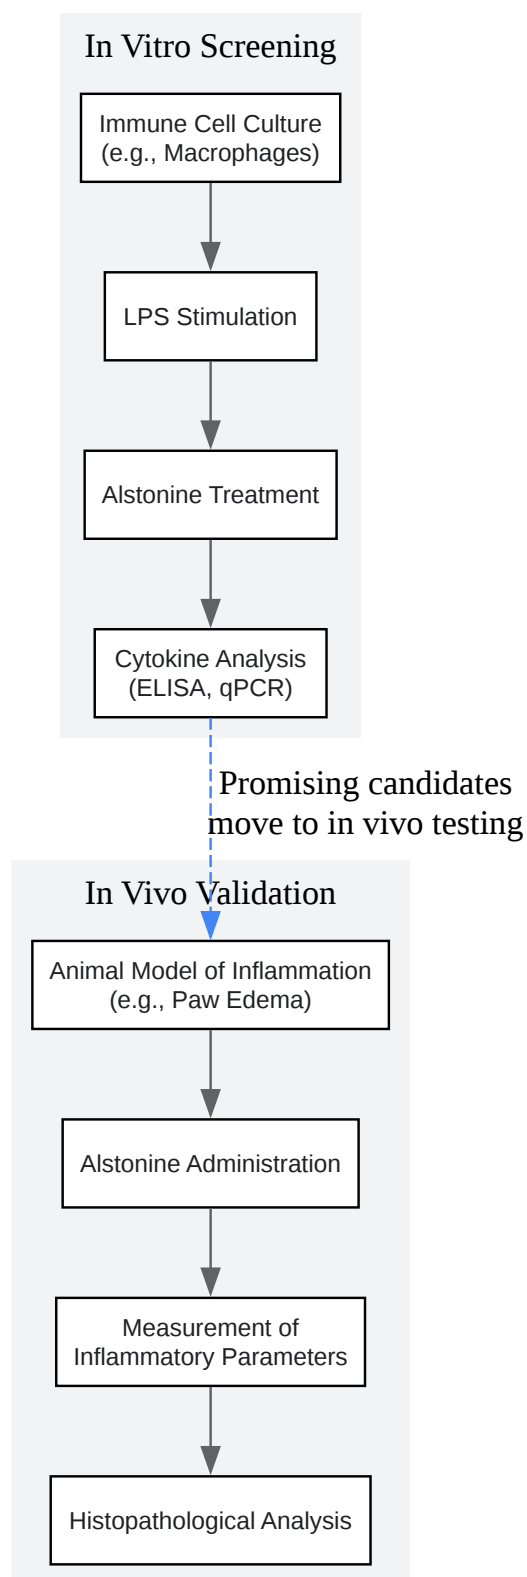 In Vitro Screening
Immune Cell Culture
(e.g., Macrophages)
LPS Stimulation
Alstonine Treatment
Cytokine Analysis
(ELISA, qPCR)
Promising candidates
move to in vivo testing
In Vivo Validation
Animal Model of Inflammation
(e.g., Paw Edema)
Alstonine Administration
Measurement of
Inflammatory Parameters
Histopathological Analysis